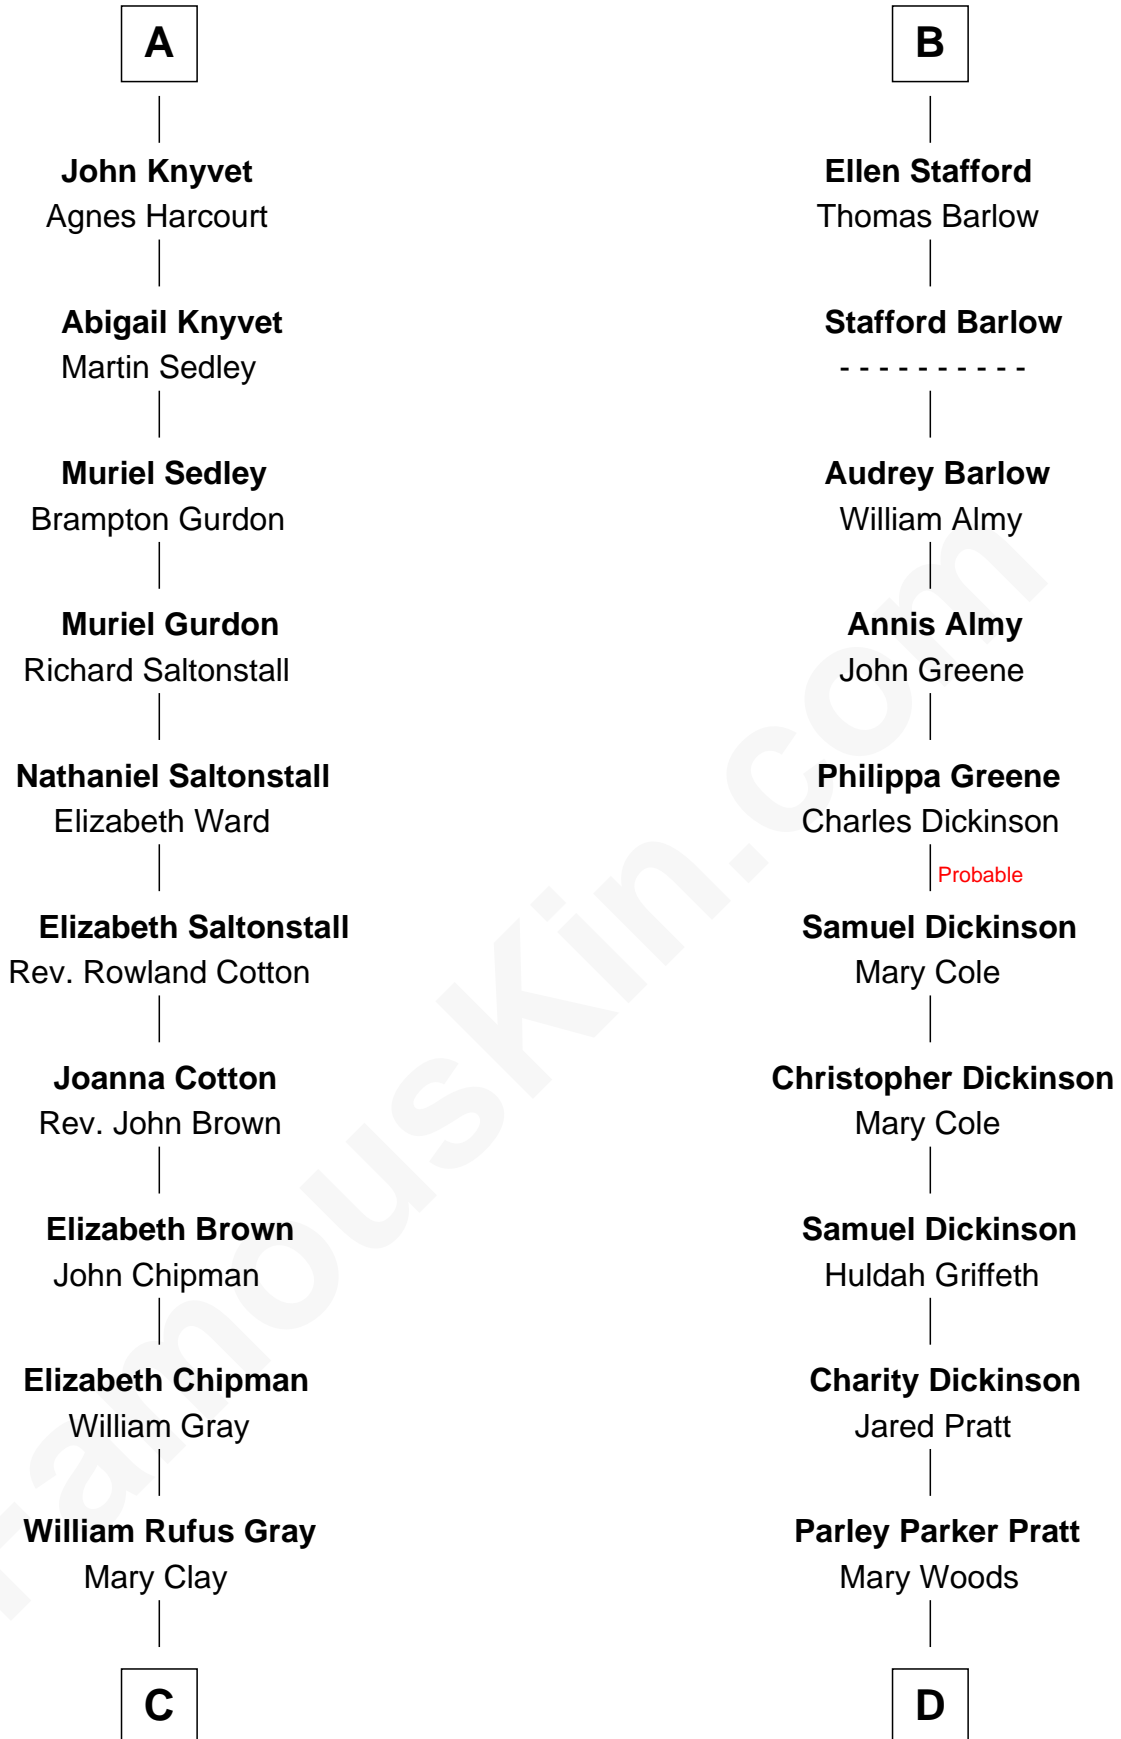 A
John Knyvet
Agnes Harcourt
Abigail Knyvet
Martin Sedley
Muriel Sedley
Brampton Gurdon
Muriel Gurdon
Richard Saltonstall
Nathaniel Saltonstall
Elizabeth Ward
Elizabeth Saltonstall
Rev. Rowland Cotton
Joanna Cotton
Rev. John Brown
Elizabeth Brown
John Chipman
Elizabeth Chipman
William Gray
William Rufus Gray
Mary Clay
C
B
Ellen Stafford
Thomas Barlow
Stafford Barlow
- - - - - - - - - -
Audrey Barlow
William Almy
Annis Almy
John Greene
Philippa Greene
Charles Dickinson
Probable
Samuel Dickinson
Mary Cole
Christopher Dickinson
Mary Cole
Samuel Dickinson
Huldah Griffeth
Charity Dickinson
Jared Pratt
Parley Parker Pratt
Mary Woods
D
FamousKin.com